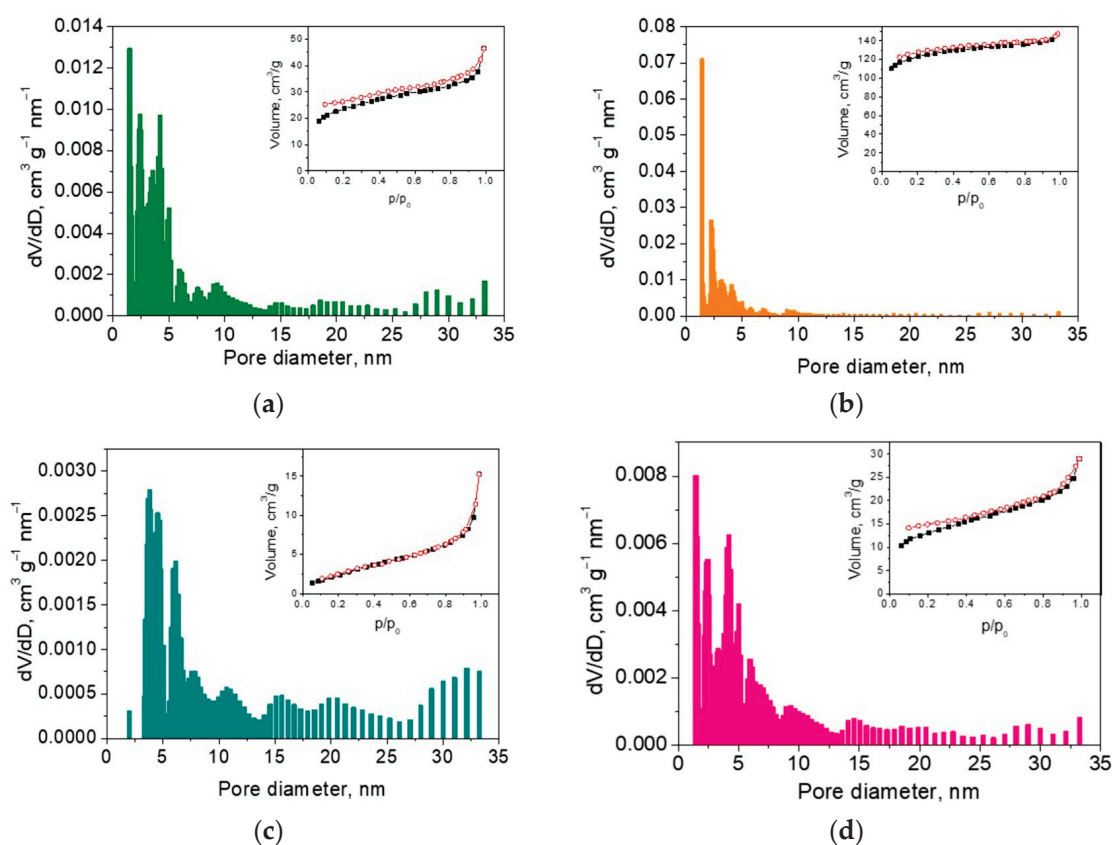 0.014
0.012
0.010
0.008
0.006
0.004
0.002
0.000
dV/dD, cm³ g⁻¹ nm⁻¹
0 5 10 15 20 25 30 35
Pore diameter, nm
50
40
30
20
10
0
Volume, cm³/g
0.0 0.2 0.4 0.6 0.8 1.0
p/p₀
(a)
0.08
0.07
0.06
0.05
0.04
0.03
0.02
0.01
0.00
dV/dD, cm³ g⁻¹ nm⁻¹
0 5 10 15 20 25 30 35
Pore diameter, nm
140
120
100
80
60
40
20
0
Volume, cm³/g
0.0 0.2 0.4 0.6 0.8 1.0
p/p₀
(b)
0.0030
0.0025
0.0020
0.0015
0.0010
0.0005
0.0000
dV/dD, cm³ g⁻¹ nm⁻¹
0 5 10 15 20 25 30 35
Pore diameter, nm
15
10
5
0
Volume, cm³/g
0.0 0.2 0.4 0.6 0.8 1.0
p/p₀
(c)
0.008
0.006
0.004
0.002
0.000
dV/dD, cm³ g⁻¹ nm⁻¹
0 5 10 15 20 25 30 35
Pore diameter, nm
30
25
20
15
10
5
0
Volume, cm³/g
0.0 0.2 0.4 0.6 0.8 1.0
p/p₀
(d)